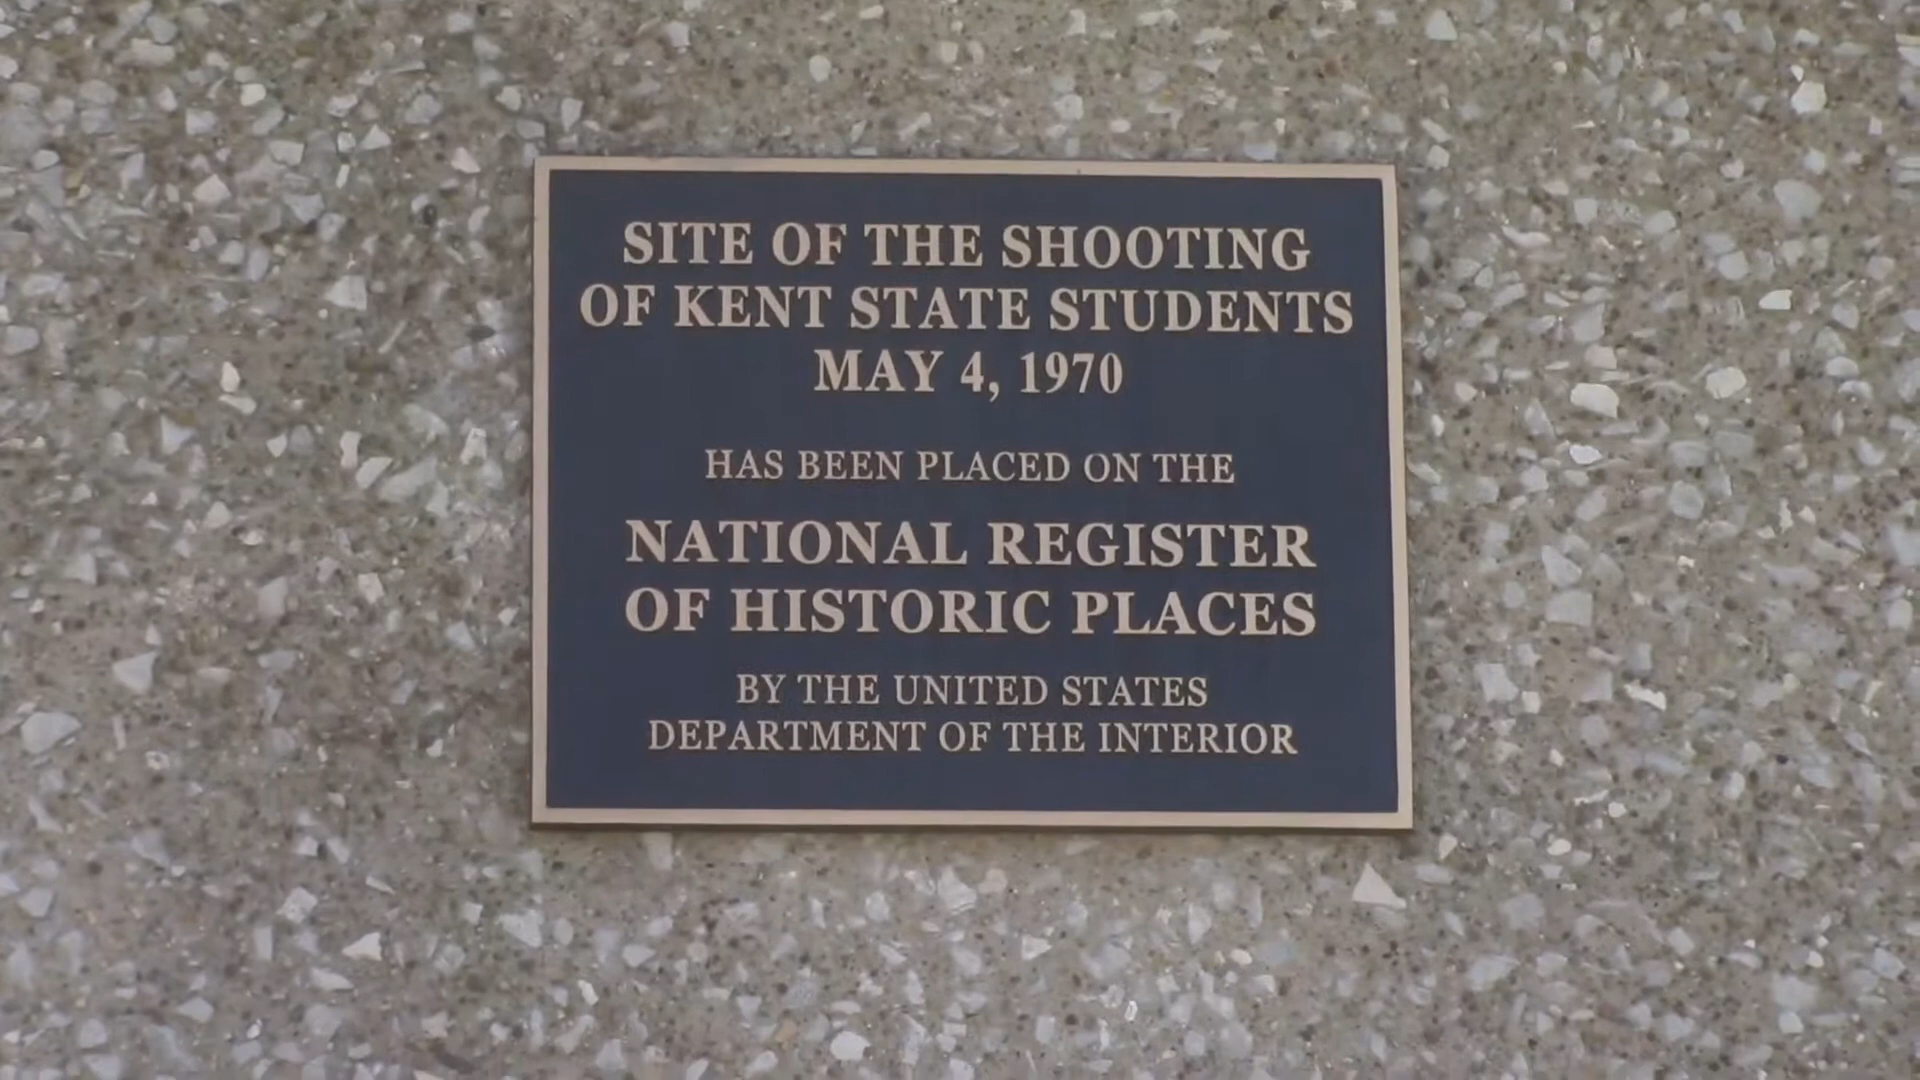 SITE OF THE SHOOTING
OF KENT STATE STUDENTS
MAY 4, 1970
HAS BEEN PLACED ON THE
NATIONAL REGISTER
OF HISTORIC PLACES
BY THE UNITED STATES
DEPARTMENT OF THE INTERIOR